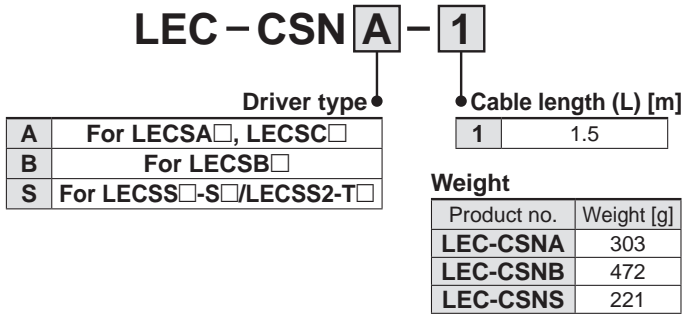 LEC－CSN A － 1
Driver type
A For LECSA□, LECSC□
B For LECSB□
S For LECSS□-S□/LECSS2-T□
Cable length (L) [m]
1 1.5
Weight
Product no. Weight [g]
LEC-CSNA 303
LEC-CSNB 472
LEC-CSNS 221